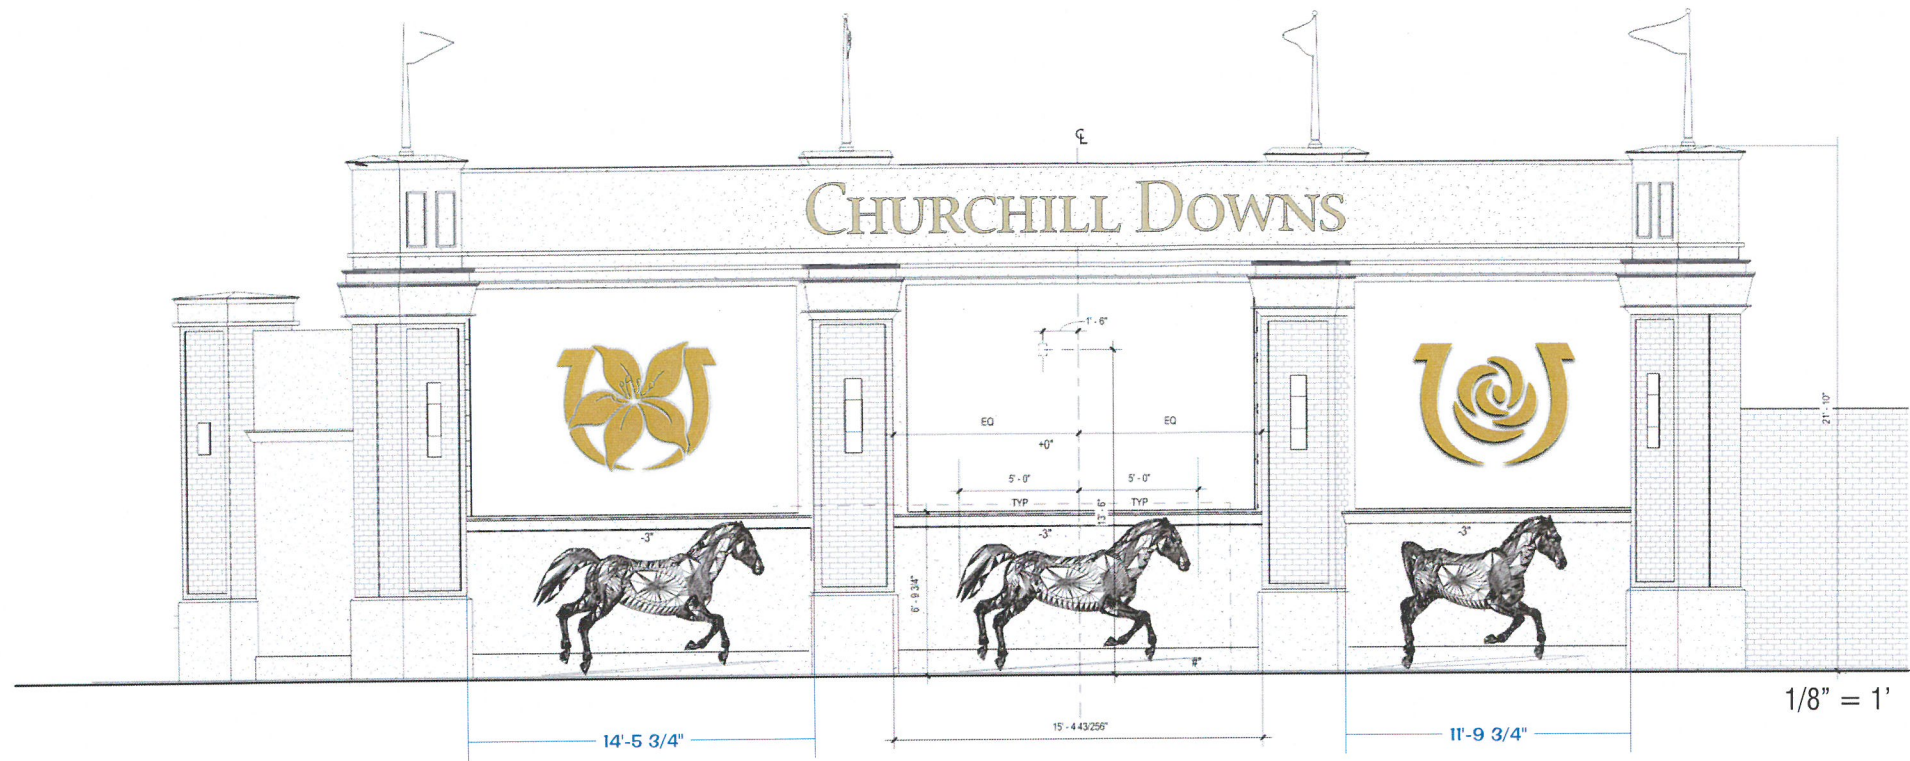 ℄
CHURCHILL DOWNS
1' - 6"
EQ
EQ
+0"
5' - 0"
5' - 0"
TYP
TYP
13' - 6"
21' - 10"
-3"
-3"
-3"
6' - 9 3/4"
1/8" = 1'
15' - 4 43/256"
14'-5 3/4"
11'-9 3/4"